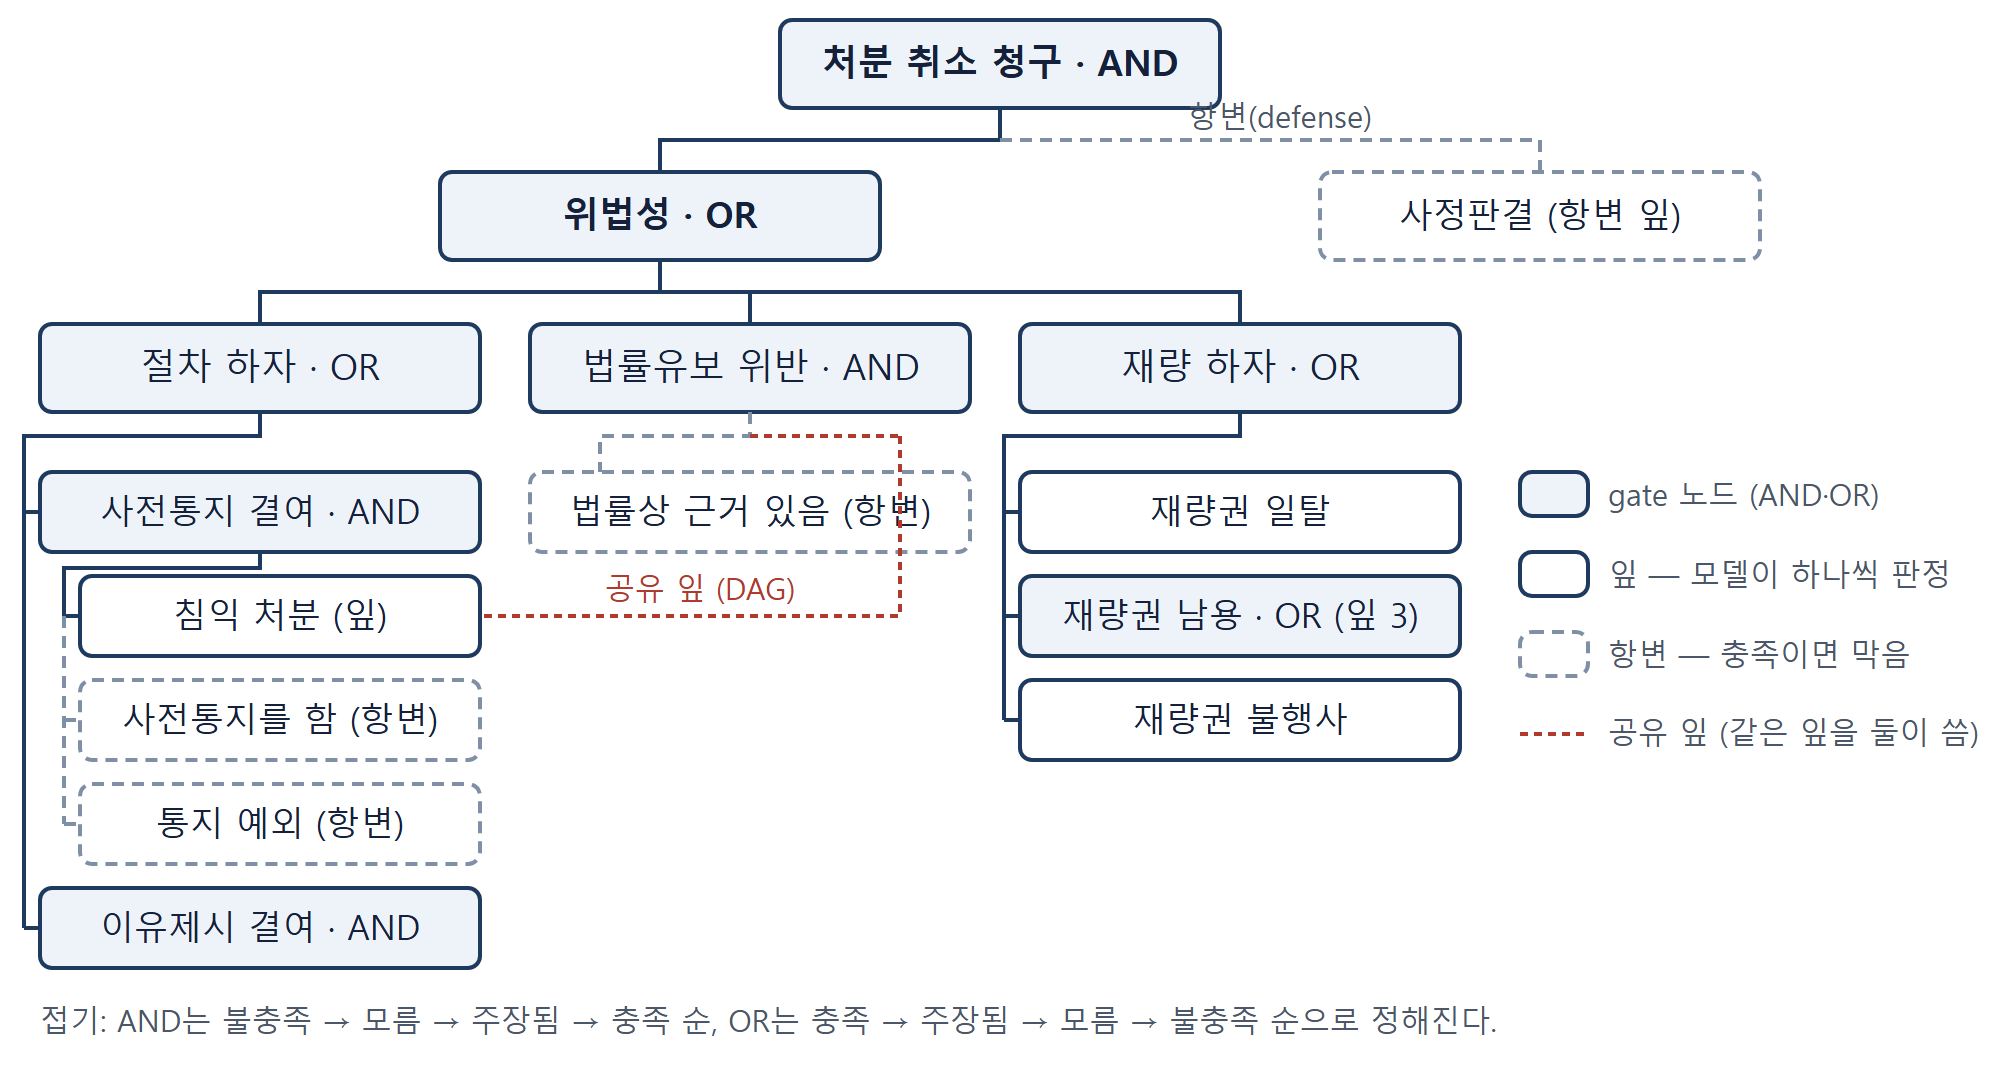 처분 취소 청구 · AND
항변(defense)
위법성 · OR
사정판결 (항변 잎)
절차 하자 · OR
법률유보 위반 · AND
재량 하자 · OR
사전통지 결여 · AND
법률상 근거 있음 (항변)
재량권 일탈
gate 노드 (AND·OR)
공유 잎 (DAG)
잎 — 모델이 하나씩 판정
침익 처분 (잎)
재량권 남용 · OR (잎 3)
항변 — 충족이면 막음
사전통지를 함 (항변)
재량권 불행사
공유 잎 (같은 잎을 둘이 씀)
통지 예외 (항변)
이유제시 결여 · AND
접기: AND는 불충족 → 모름 → 주장됨 → 충족 순, OR는 충족 → 주장됨 → 모름 → 불충족 순으로 정해진다.